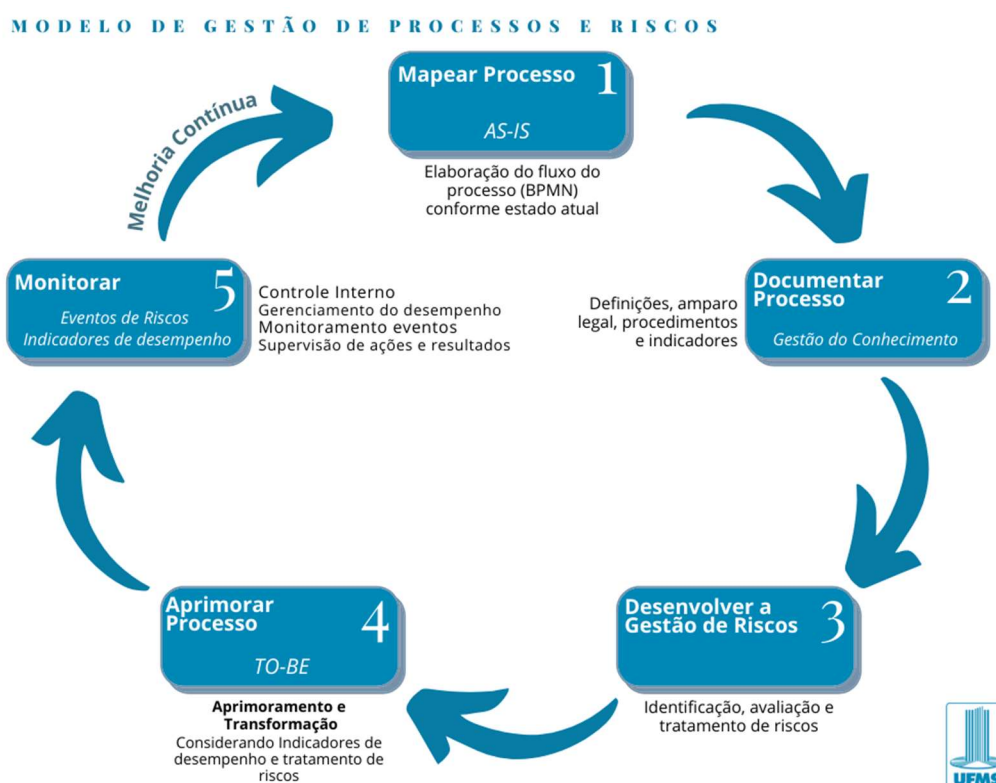 MODELO DE GESTÃO DE PROCESSOS E RISCOS
Mapear Processo 1
AS-IS
Elaboração do fluxo do
processo (BPMN)
conforme estado atual
Documentar
Processo 2
Gestão do Conhecimento
Definições, amparo
legal, procedimentos
e indicadores
Desenvolver a
Gestão de Riscos 3
Identificação, avaliação e
tratamento de riscos
Aprimorar
Processo 4
TO-BE
Aprimoramento e
Transformação
Considerando Indicadores de
desempenho e tratamento de
riscos
Monitorar 5
Eventos de Riscos
Indicadores de desempenho
Controle Interno
Gerenciamento do desempenho
Monitoramento eventos
Supervisão de ações e resultados
Melhoria Contínua
UFMS